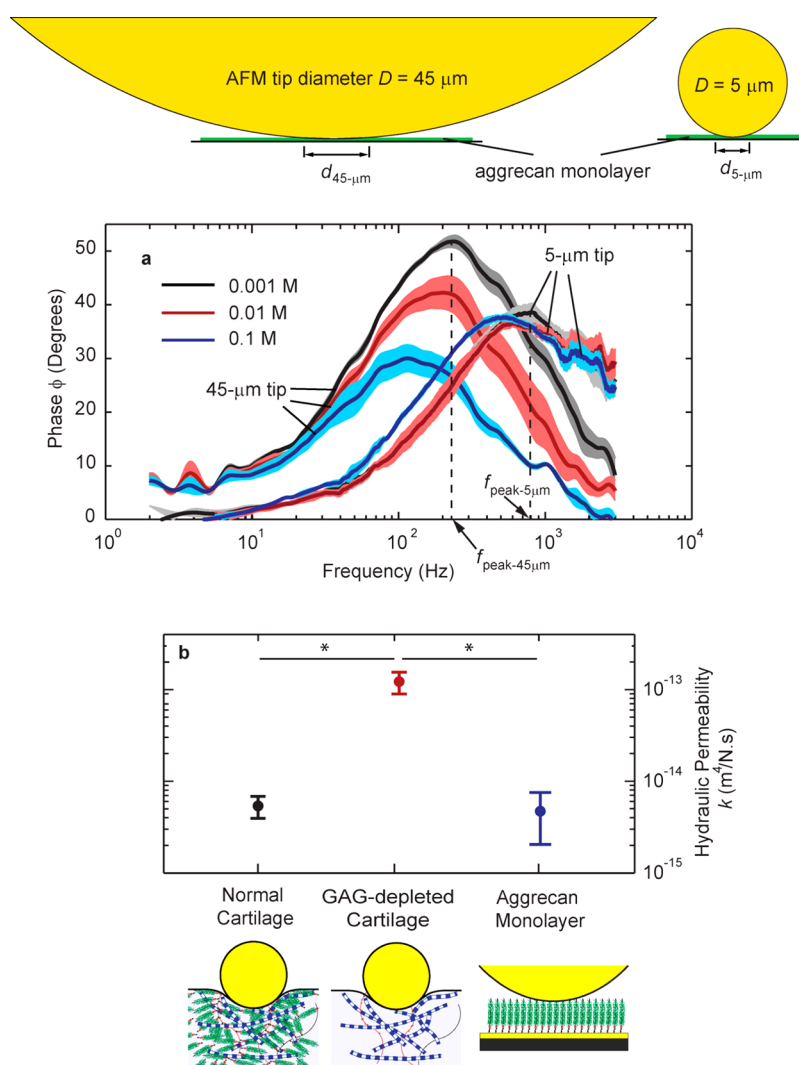 AFM tip diameter D = 45 μm
D = 5 μm
aggrecan monolayer
d45-μm
d5-μm
a
0.001 M
0.01 M
0.1 M
5-μm tip
45-μm tip
Phase ϕ (Degrees)
50
40
30
20
10
0
fpeak-5μm
fpeak-45μm
10^0
10^1
10^2
10^3
10^4
Frequency (Hz)
b
*
*
10^-13
10^-14
10^-15
Hydraulic Permeability
k (m^4/N.s)
Normal
Cartilage
GAG-depleted
Cartilage
Aggrecan
Monolayer